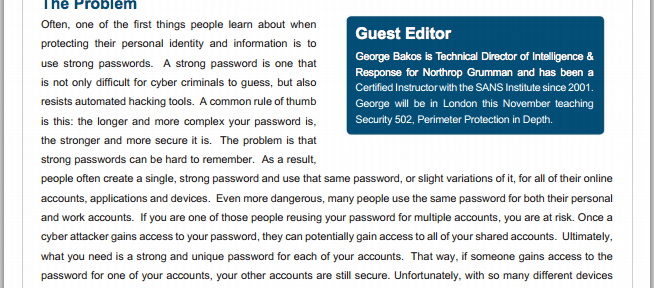 The Problem
Often, one of the first things people learn about when
protecting their personal identity and information is to
use strong passwords. A strong password is one that
is not only difficult for cyber criminals to guess, but also
resists automated hacking tools. A common rule of thumb
is this: the longer and more complex your password is,
the stronger and more secure it is. The problem is that
strong passwords can be hard to remember. As a result,
people often create a single, strong password and use that same password, or slight variations of it, for all of their online
accounts, applications and devices. Even more dangerous, many people use the same password for both their personal
and work accounts. If you are one of those people reusing your password for multiple accounts, you are at risk. Once a
cyber attacker gains access to your password, they can potentially gain access to all of your shared accounts. Ultimately,
what you need is a strong and unique password for each of your accounts. That way, if someone gains access to the
password for one of your accounts, your other accounts are still secure. Unfortunately, with so many different devices
Guest Editor
George Bakos is Technical Director of Intelligence &
Response for Northrop Grumman and has been a
Certified Instructor with the SANS Institute since 2001.
George will be in London this November teaching
Security 502, Perimeter Protection in Depth.